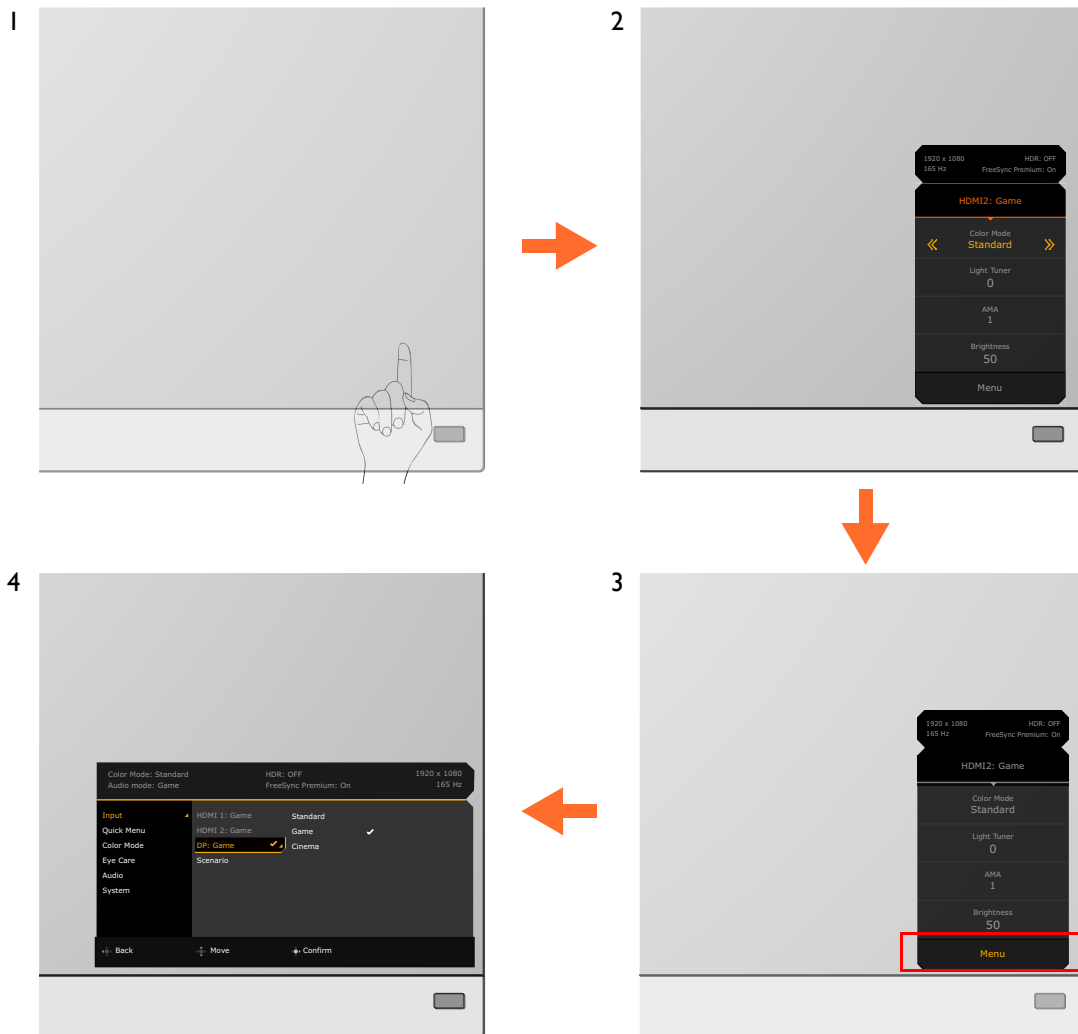 1
2
1920 x 1080 HDR: OFF
165 Hz FreeSync Premium: On
HDMI2: Game
Color Mode
Standard
Light Tuner
0
AMA
1
Brightness
50
Menu
3
1920 x 1080 HDR: OFF
165 Hz FreeSync Premium: On
HDMI2: Game
Color Mode
Standard
Light Tuner
0
AMA
1
Brightness
50
Menu
4
Color Mode: Standard HDR: OFF 1920 x 1080
Audio mode: Game FreeSync Premium: On 165 Hz
Input HDMI 1: Game Standard
Quick Menu HDMI 2: Game Game
Color Mode DP: Game Cinema
Eye Care Scenario
Audio
System
Back Move Confirm